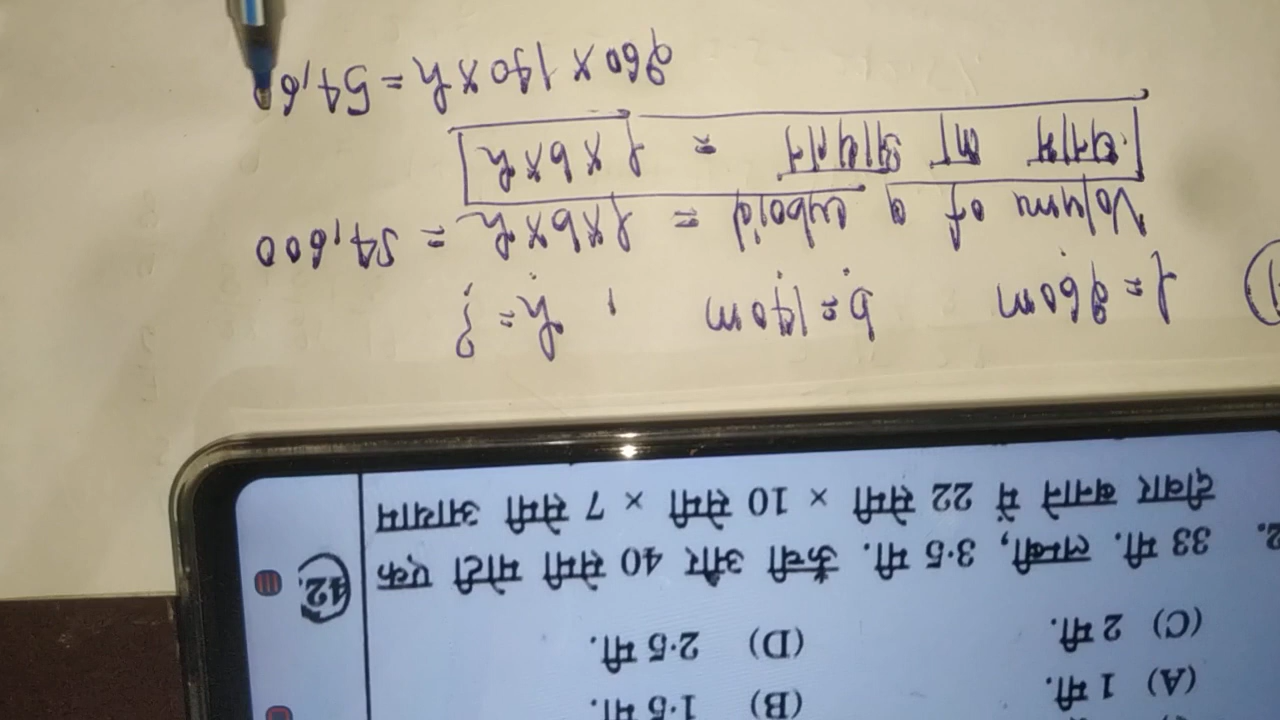 (A) 1 मी. (B) 1·5 मी.
(C) 2 मी. (D) 2·5 मी.
2. 33 मी. लम्बी, 3·5 मी. ऊँची और 40 सेमी मोटी एक
दीवार बनाने में 22 सेमी × 10 सेमी × 7 सेमी आयाम
12.
l = 260m b = 140m , h = ?
Volume of a cuboid = l×b×h = 54,600
घनाभ का आयतन = l×b×h
260 × 140 × h = 54,6